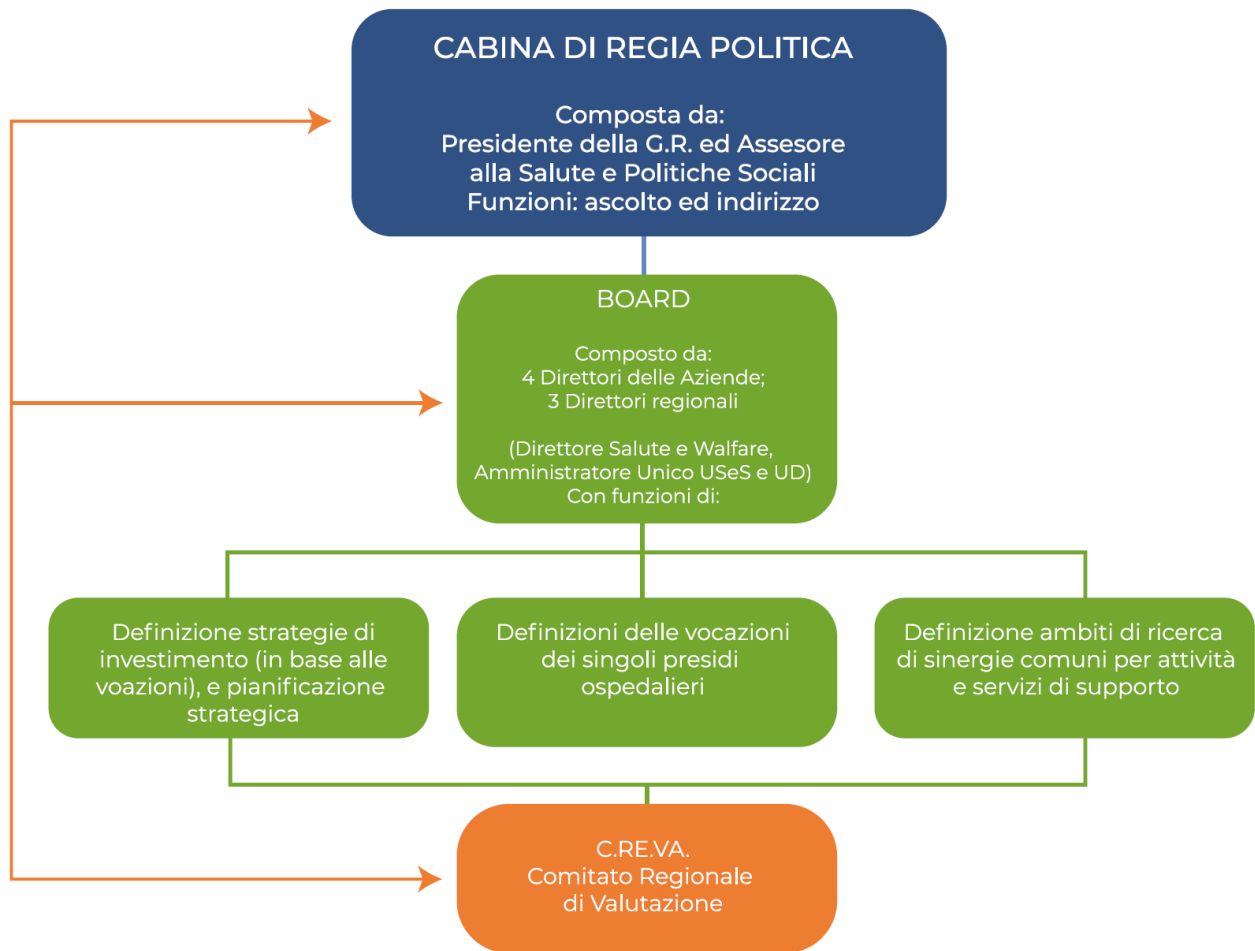 CABINA DI REGIA POLITICA
Composta da:
Presidente della G.R. ed Assesore
alla Salute e Politiche Sociali
Funzioni: ascolto ed indirizzo
BOARD
Composto da:
4 Direttori delle Aziende;
3 Direttori regionali
(Direttore Salute e Walfare,
Amministratore Unico USeS e UD)
Con funzioni di:
Definizione strategie di
investimento (in base alle
voazioni), e pianificazione
strategica
Definizioni delle vocazioni
dei singoli presidi
ospedalieri
Definizione ambiti di ricerca
di sinergie comuni per attività
e servizi di supporto
C.RE.VA.
Comitato Regionale
di Valutazione